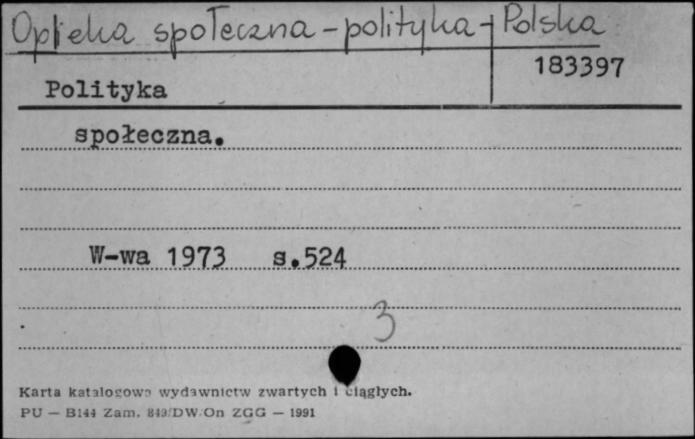 Opieka społeczna - polityka - Polska
183397
Polityka
społeczna.
W-wa 1973 s.524
3
Karta katalogowa wydawnictw zwartych i ciągłych.
PU — B144 Zam. 849/DW/On ZGG — 1991